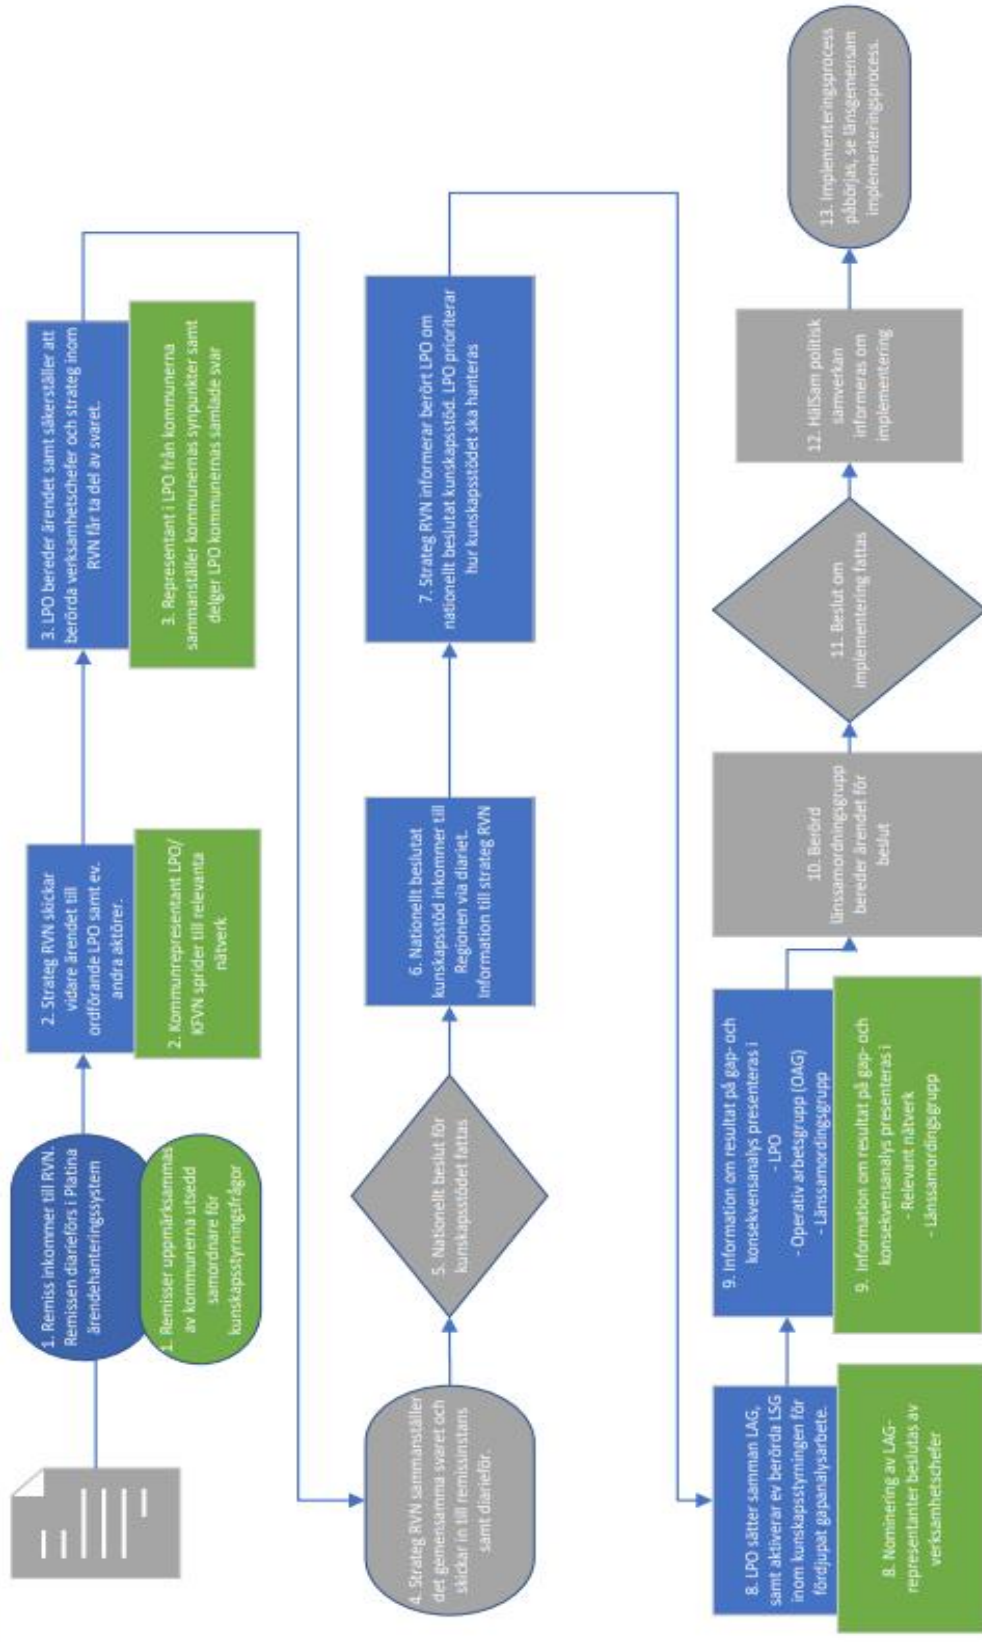 1. Remiss inkommer till RVN.
Remissen diarieförs i Platina
ärendehanteringssystem
1. Remisser uppmärksammas
av kommunerna utsedd
samordnare för
kunskapsstyrningsfrågor
2. Strateg RVN skickar
vidare ärendet till
ordförande LPO samt ev.
andra aktörer.
2. Kommunrepresentant LPO/
KFVN sprider till relevanta
nätverk
3. LPO bereder ärendet samt säkerställer att
berörda verksamhetschefer och strateg inom
RVN får ta del av svaret.
3. Representant i LPO från kommunerna
sammanställer kommunernas synpunkter samt
delger LPO kommunernas samlade svar
4. Strateg RVN sammanställer
det gemensamma svaret och
skickar in till remissinstans
samt diarieför.
5. Nationellt beslut för
kunskapsstödet fattas
6. Nationellt beslutat
kunskapsstöd inkommer till
Regionen via diariet.
Information till strateg RVN
7. Strateg RVN informerar berört LPO om
nationellt beslutat kunskapsstöd. LPO prioriterar
hur kunskapsstödet ska hanteras
8. LPO sätter samman LAG,
samt aktiverar ev berörda LSG
inom kunskapsstyrningen för
fördjupat gapanalysarbete.
8. Nominering av LAG-
representanter beslutas av
verksamhetschefer
9. Information om resultat på gap- och
konsekvensanalys presenteras i
- LPO
- Operativ arbetsgrupp (OAG)
- Länssamordingsgrupp
9. Information om resultat på gap- och
konsekvensanalys presenteras i
- Relevant nätverk
- Länssamordingsgrupp
10. Berörd
länssamordningsgrupp
bereder ärendet för
beslut
11. Beslut om
implementering fattas
12. HälSam politisk
samverkan
informeras om
implementering
13. Implementeringsprocess
påbörjas, se länsgemensam
implementeringsprocess.